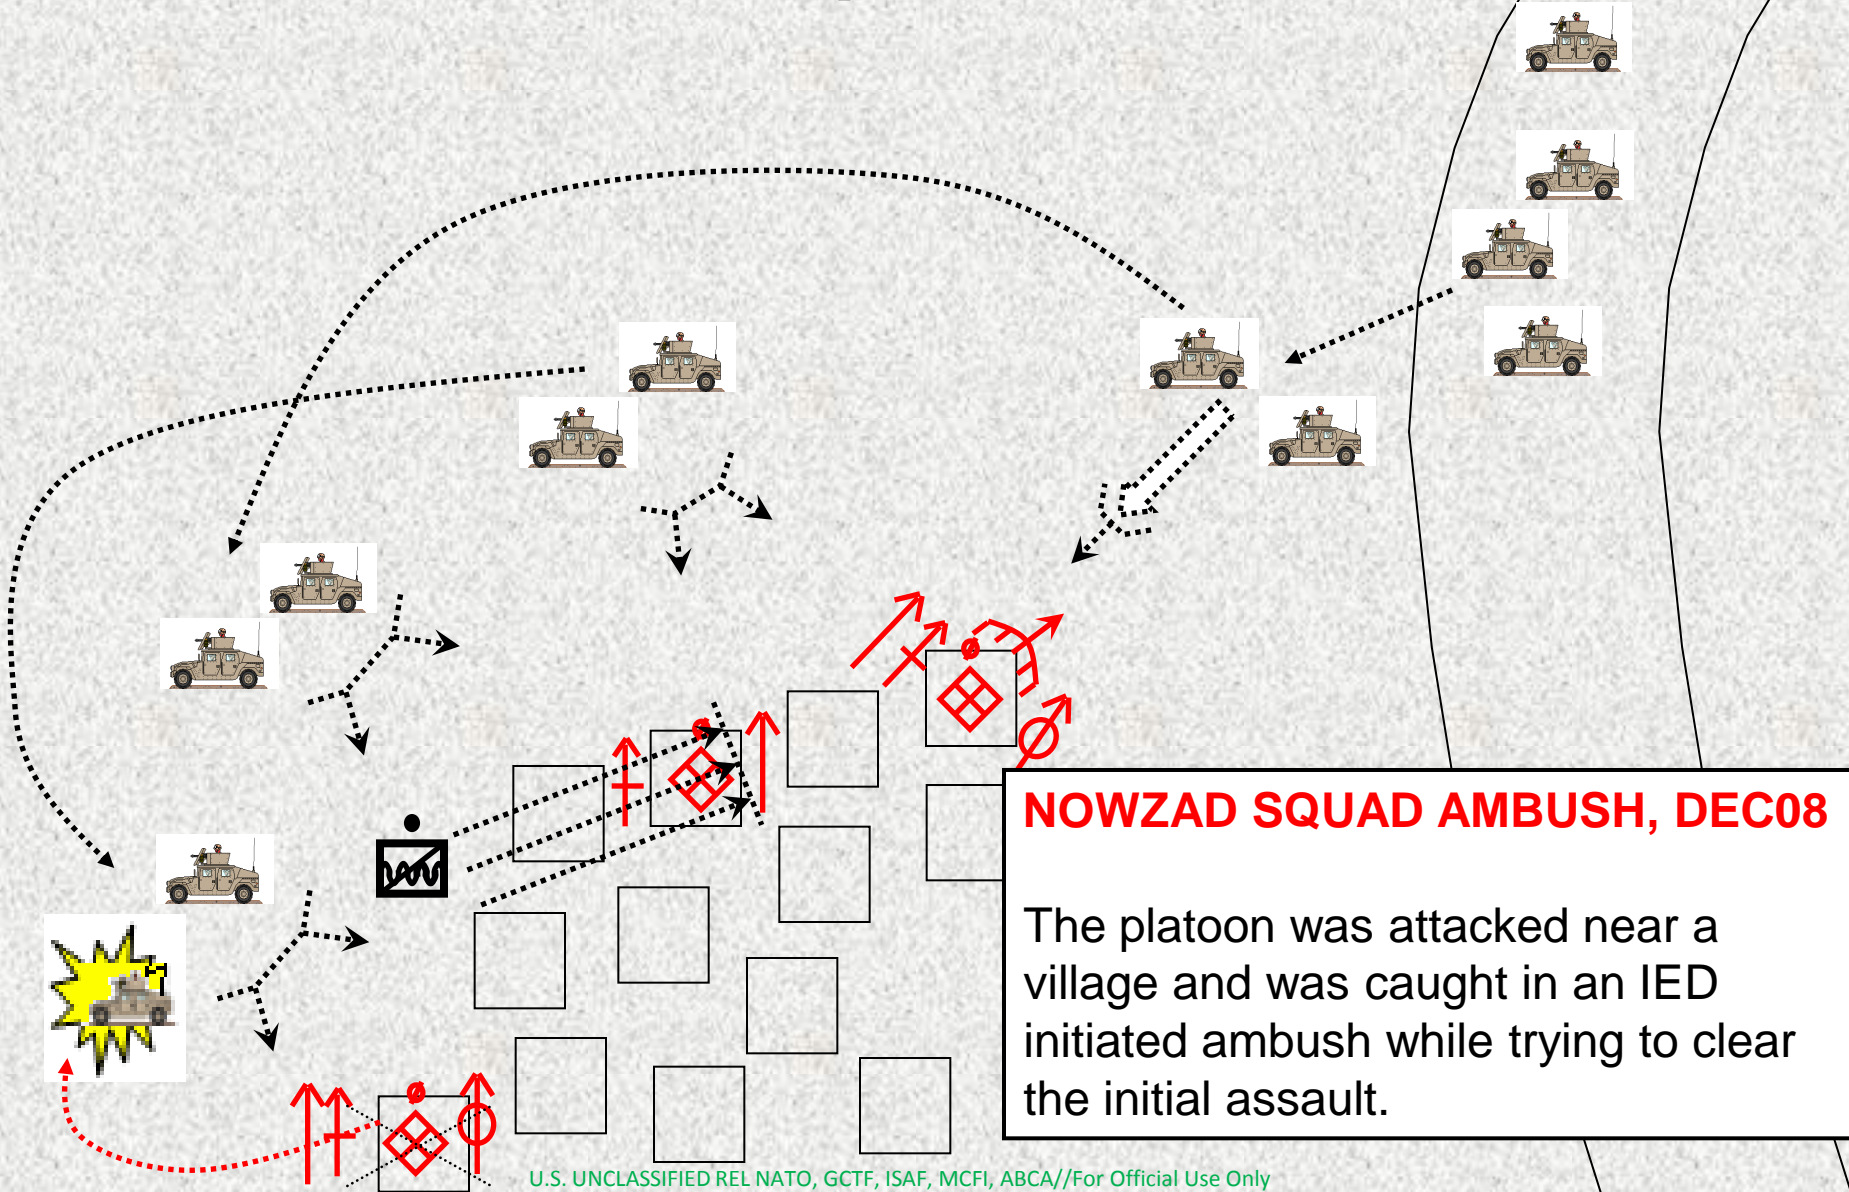 NOWZAD SQUAD AMBUSH, DEC08
The platoon was attacked near a
village and was caught in an IED
initiated ambush while trying to clear
the initial assault.
U.S. UNCLASSIFIED REL NATO, GCTF, ISAF, MCFI, ABCA//For Official Use Only